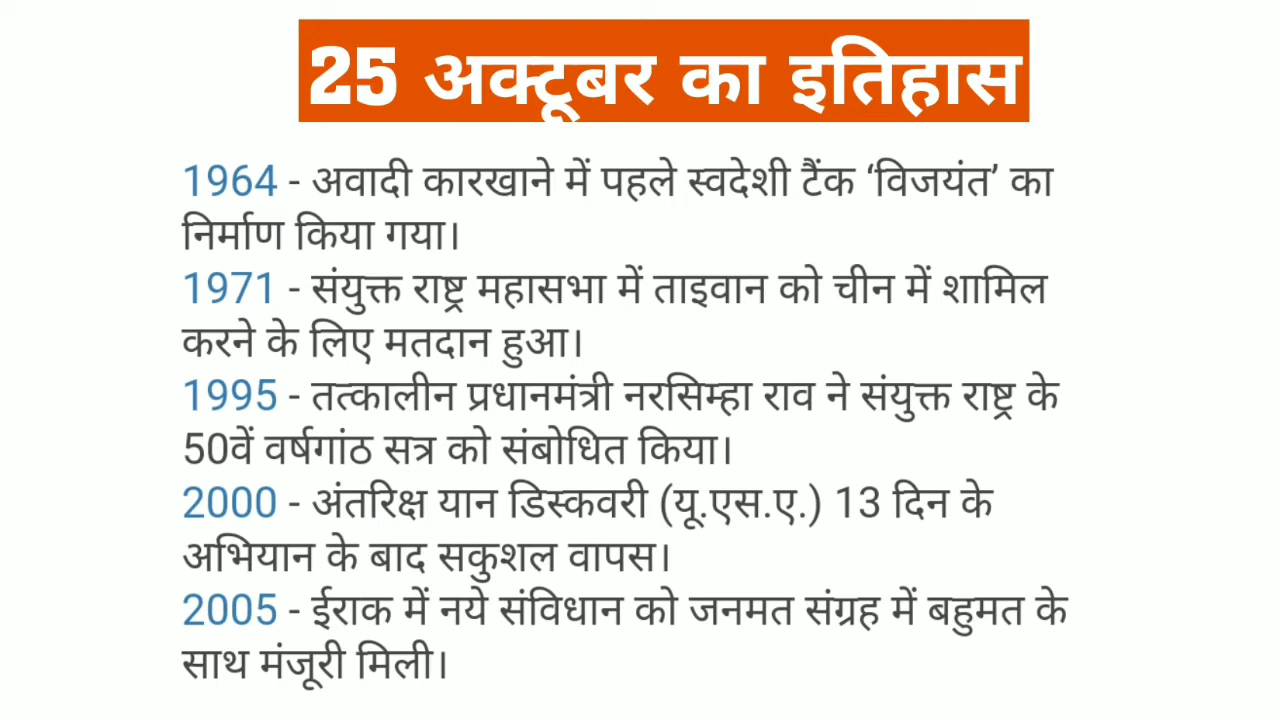 25 अक्टूबर का इतिहास
1964 - अवादी कारखाने में पहले स्वदेशी टैंक ‘विजयंत’ का
निर्माण किया गया।
1971 - संयुक्त राष्ट्र महासभा में ताइवान को चीन में शामिल
करने के लिए मतदान हुआ।
1995 - तत्कालीन प्रधानमंत्री नरसिम्हा राव ने संयुक्त राष्ट्र के
50वें वर्षगांठ सत्र को संबोधित किया।
2000 - अंतरिक्ष यान डिस्कवरी (यू.एस.ए.) 13 दिन के
अभियान के बाद सकुशल वापस।
2005 - ईराक में नये संविधान को जनमत संग्रह में बहुमत के
साथ मंजूरी मिली।